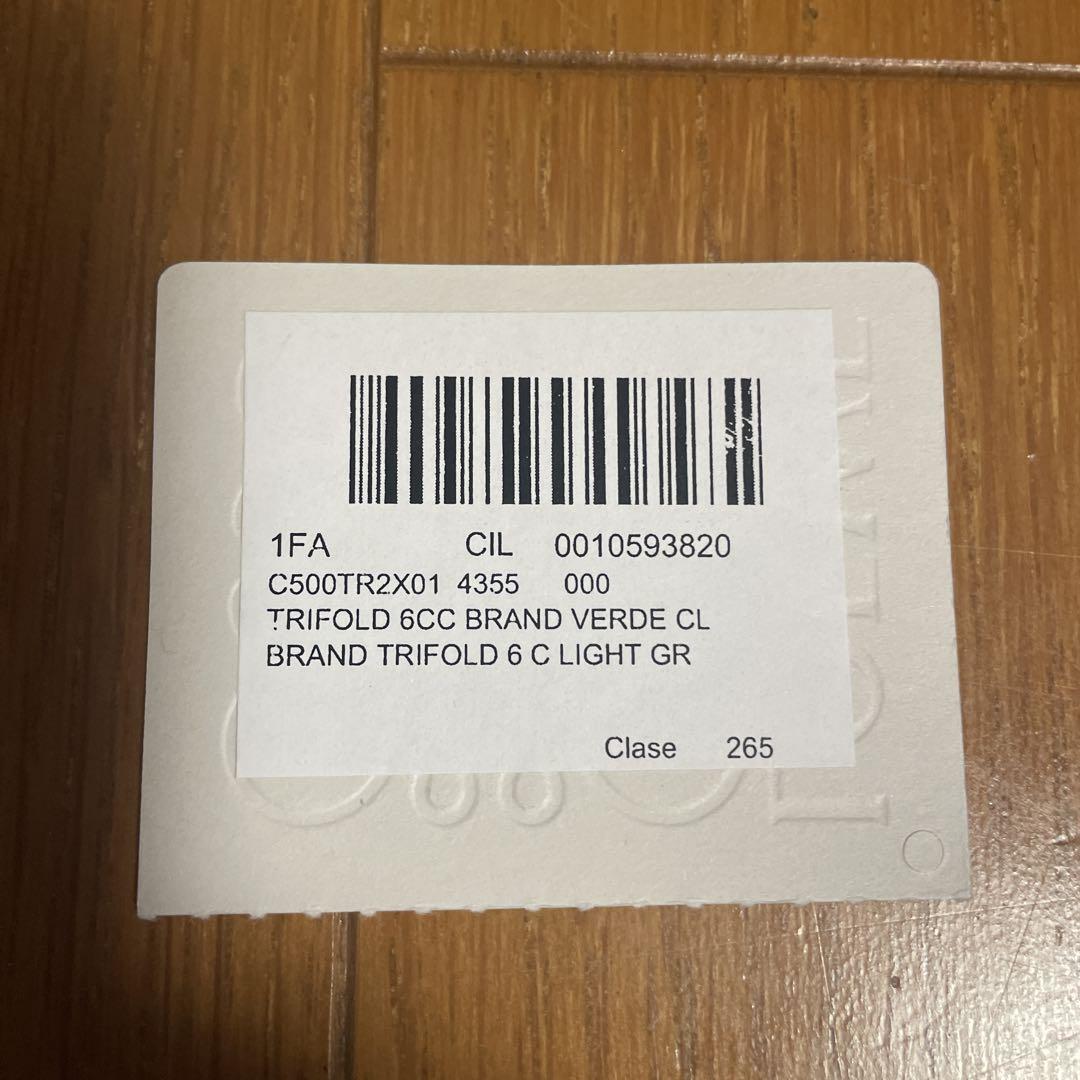 1FA CIL 0010593820
C500TR2X01 4355 000
TRIFOLD 6CC BRAND VERDE CL
BRAND TRIFOLD 6 C LIGHT GR
Clase 265